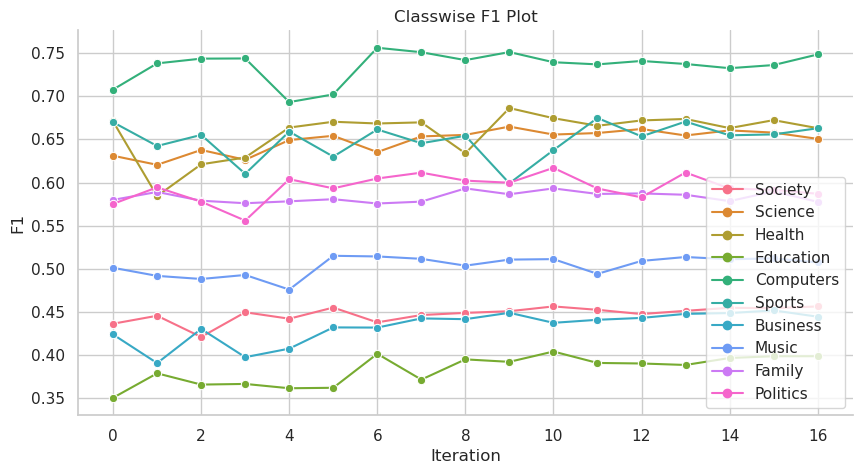 Classwise F1 Plot
F1
0.75
0.70
0.65
0.60
0.55
0.50
0.45
0.40
0.35
0
2
4
6
8
10
12
14
16
Iteration
Society
Science
Health
Education
Computers
Sports
Business
Music
Family
Politics